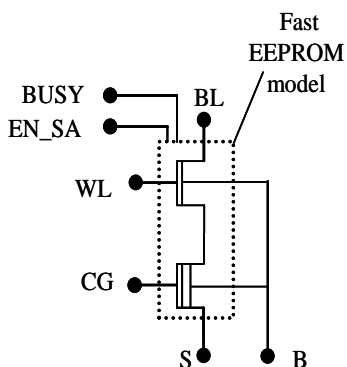 Fast
EEPROM
model
BUSY
BL
EN_SA
WL
CG
S
B